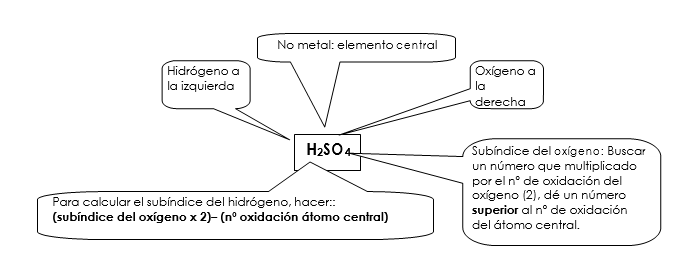 No metal: elemento central
Hidrógeno a
la izquierda
Oxígeno a
la
derecha
H₂SO₄
Subíndice del oxígeno: Buscar
un número que multiplicado
por el nº de oxidación del
oxígeno (2), dé un número
superior al nº de oxidación
del átomo central.
Para calcular el subíndice del hidrógeno, hacer::
(subíndice del oxígeno x 2)– (nº oxidación átomo central)